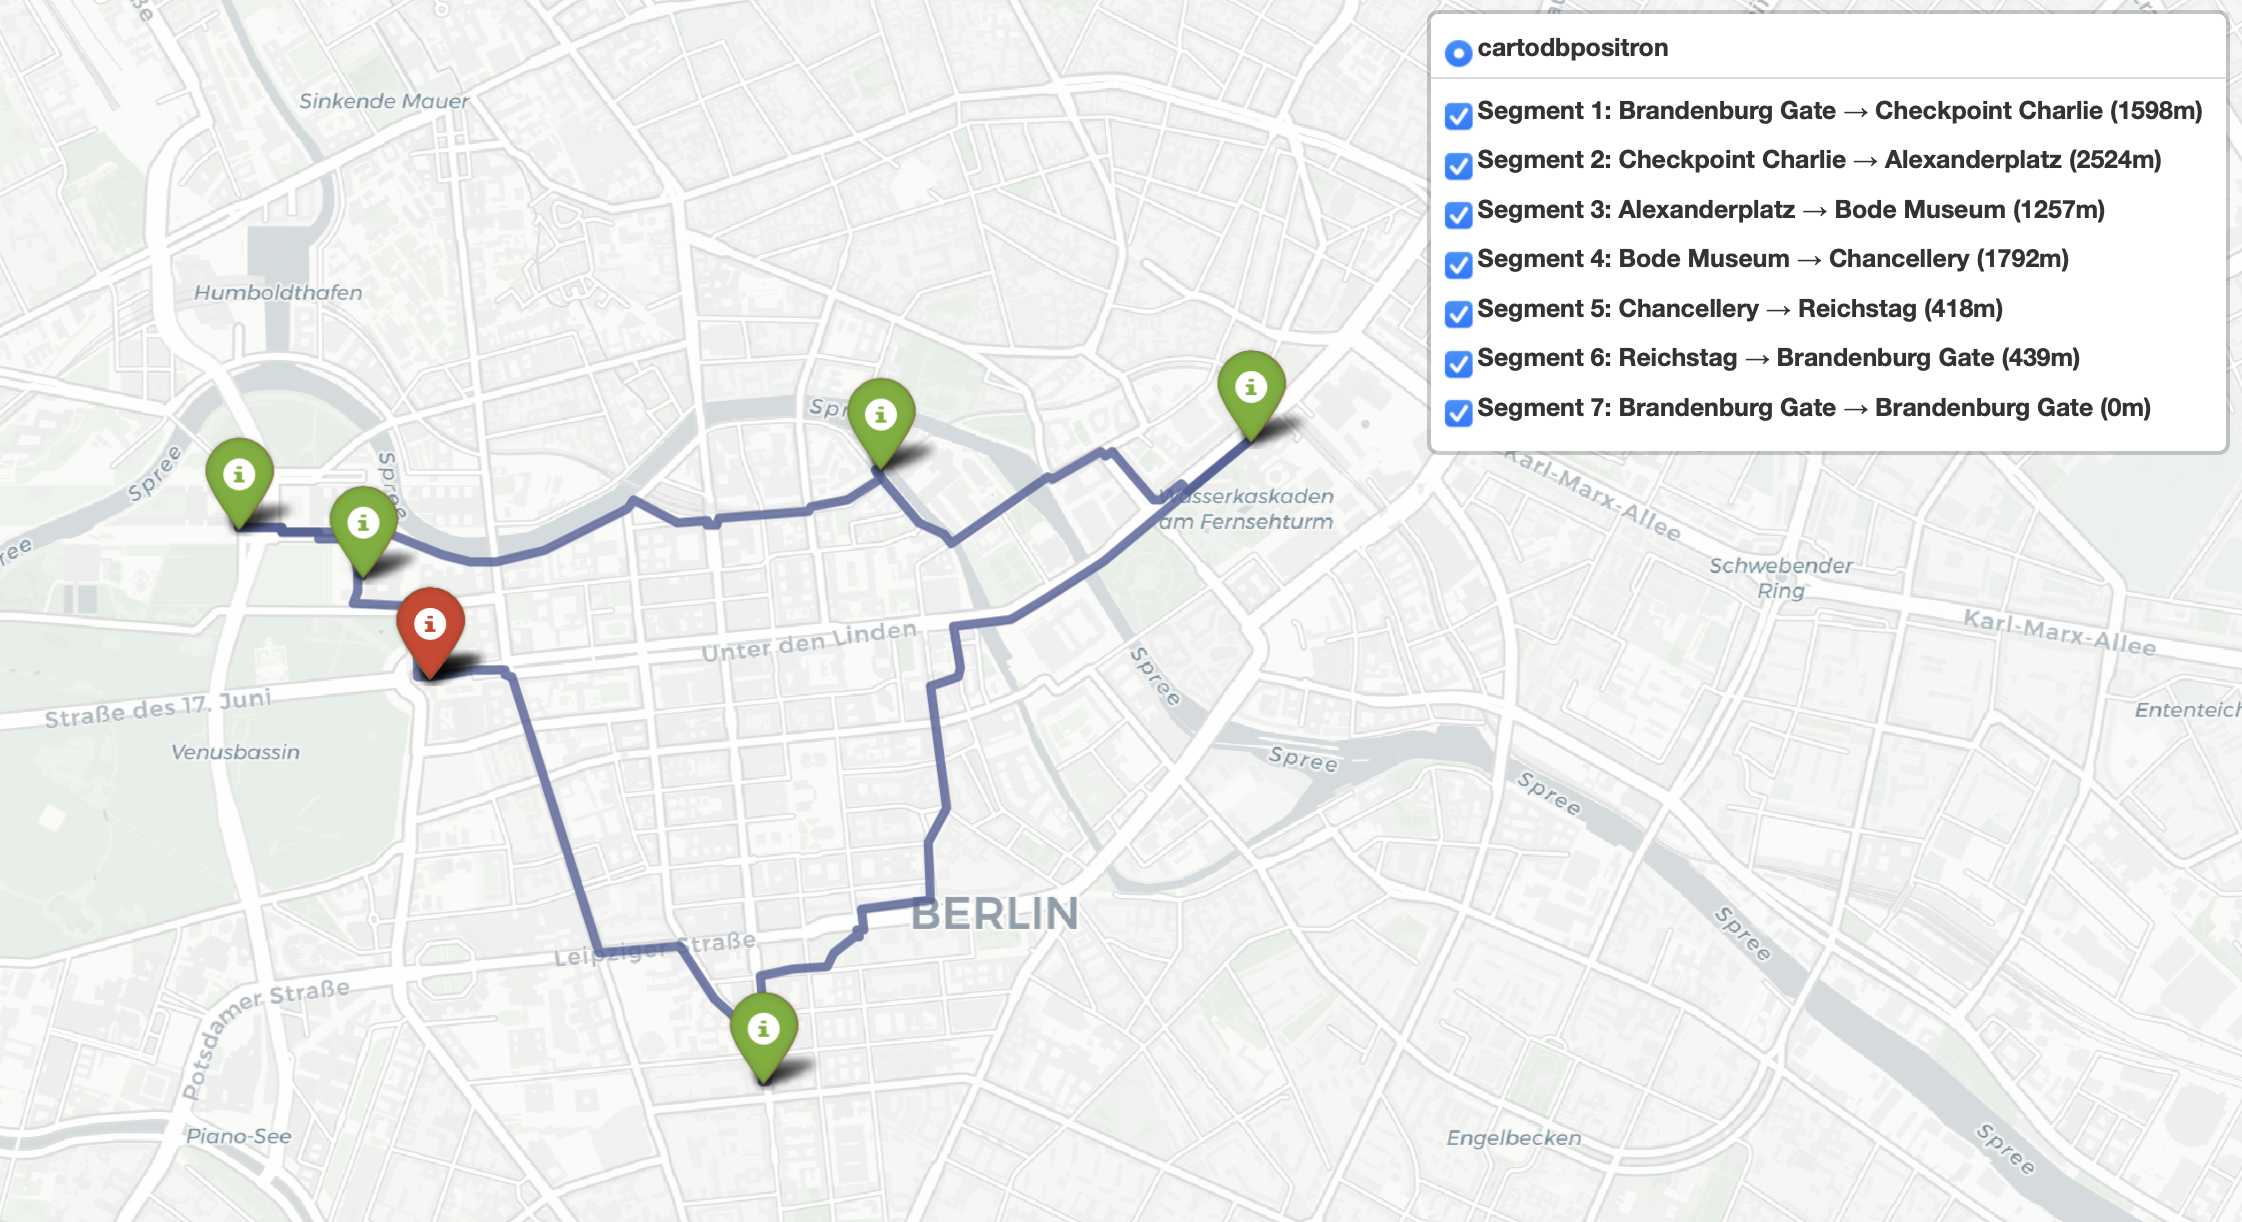 cartodbpositron
Segment 1: Brandenburg Gate → Checkpoint Charlie (1598m)
Segment 2: Checkpoint Charlie → Alexanderplatz (2524m)
Segment 3: Alexanderplatz → Bode Museum (1257m)
Segment 4: Bode Museum → Chancellery (1792m)
Segment 5: Chancellery → Reichstag (418m)
Segment 6: Reichstag → Brandenburg Gate (439m)
Segment 7: Brandenburg Gate → Brandenburg Gate (0m)
Sinkende Mauer
Humboldthafen
Spree
Spree
Spr
ree
Wasserkaskaden
am Fernsehturm
Karl-Marx-Allee
Schwebender
Ring
Karl-Marx-Allee
Unter den Linden
Spree
Straße des 17. Juni
Venusbassin
Ententeich
Spree
Spree
BERLIN
Leipziger Straße
Spree
Potsdamer Straße
Piano-See
Engelbecken
Spree